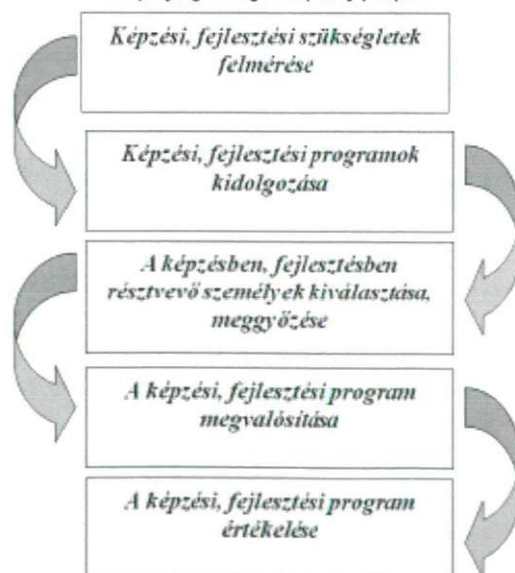 Képzési, fejlesztési szükségletek
felmérése
Képzési, fejlesztési programok
kidolgozása
A képzésben, fejlesztésben
résztvevő személyek kiválasztása,
meggyőzése
A képzési, fejlesztési program
megvalósítása
A képzési, fejlesztési program
értékelése